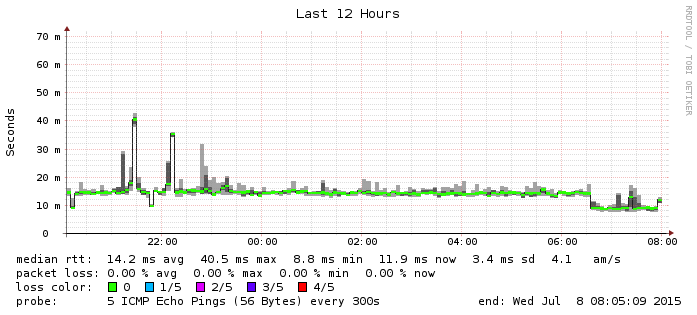 Last 12 Hours
RRDTOOL / TOBI OETIKER
Seconds
70 m
60 m
50 m
40 m
30 m
20 m
10 m
0
22:00 00:00 02:00 04:00 06:00 08:00
median rtt: 14.2 ms avg 40.5 ms max 8.8 ms min 11.9 ms now 3.4 ms sd 4.1 am/s
packet loss: 0.00 % avg 0.00 % max 0.00 % min 0.00 % now
loss color: 0 1/5 2/5 3/5 4/5
probe: 5 ICMP Echo Pings (56 Bytes) every 300s end: Wed Jul 8 08:05:09 2015